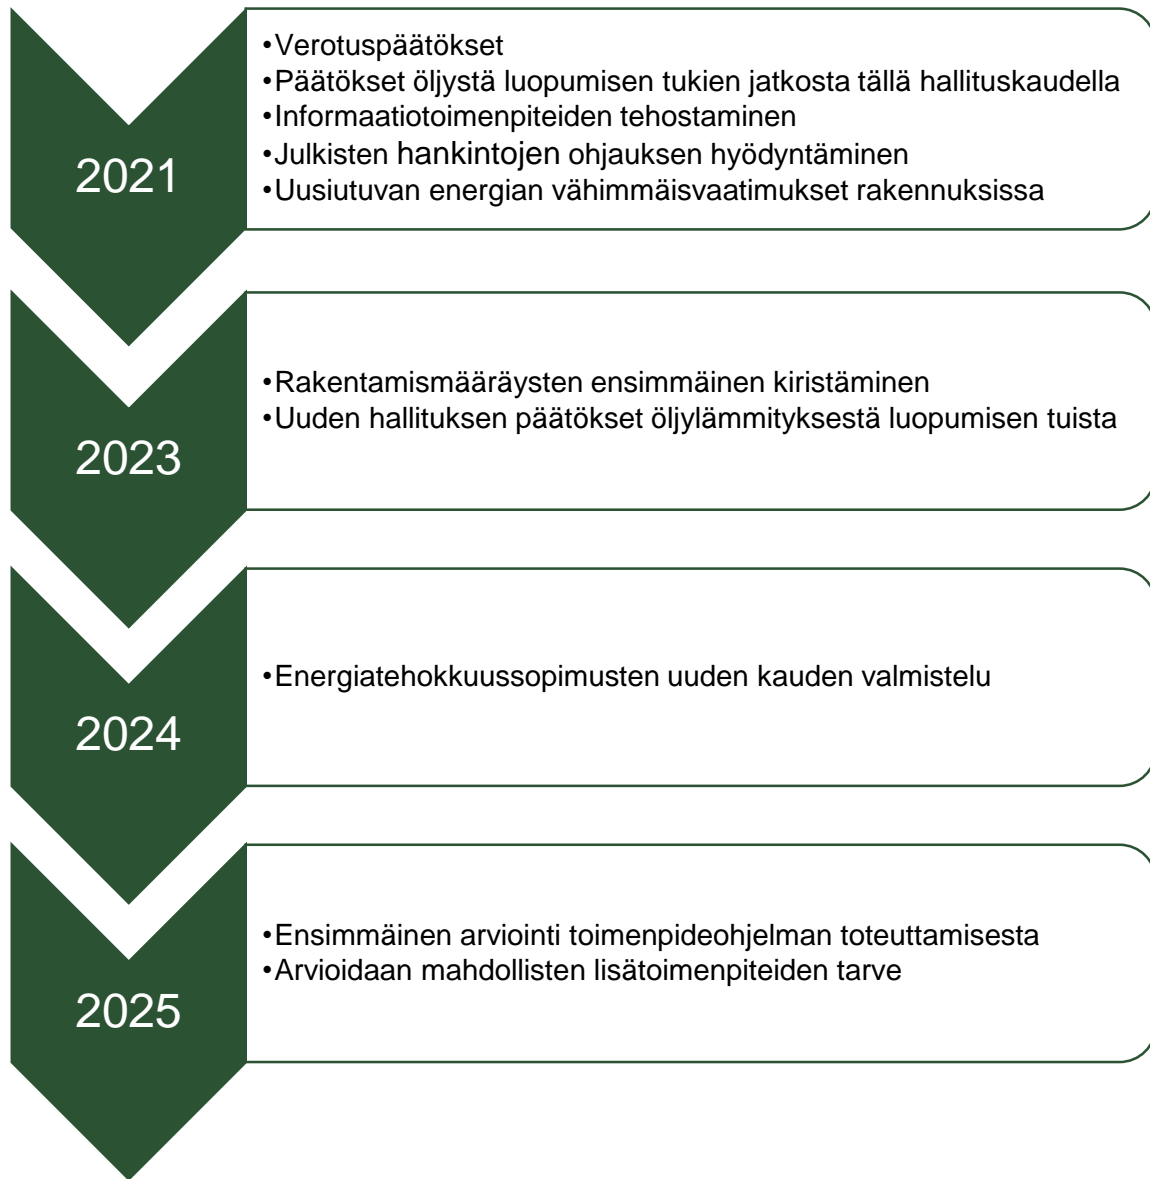 2021
•Verotuspäätökset
•Päätökset öljystä luopumisen tukien jatkosta tällä hallituskaudella
•Informaatiotoimenpiteiden tehostaminen
•Julkisten hankintojen ohjauksen hyödyntäminen
•Uusiutuvan energian vähimmäisvaatimukset rakennuksissa
2023
•Rakentamismääräysten ensimmäinen kiristäminen
•Uuden hallituksen päätökset öljylämmityksestä luopumisen tuista
2024
•Energiatehokkuussopimusten uuden kauden valmistelu
2025
•Ensimmäinen arviointi toimenpideohjelman toteuttamisesta
•Arvioidaan mahdollisten lisätoimenpiteiden tarve